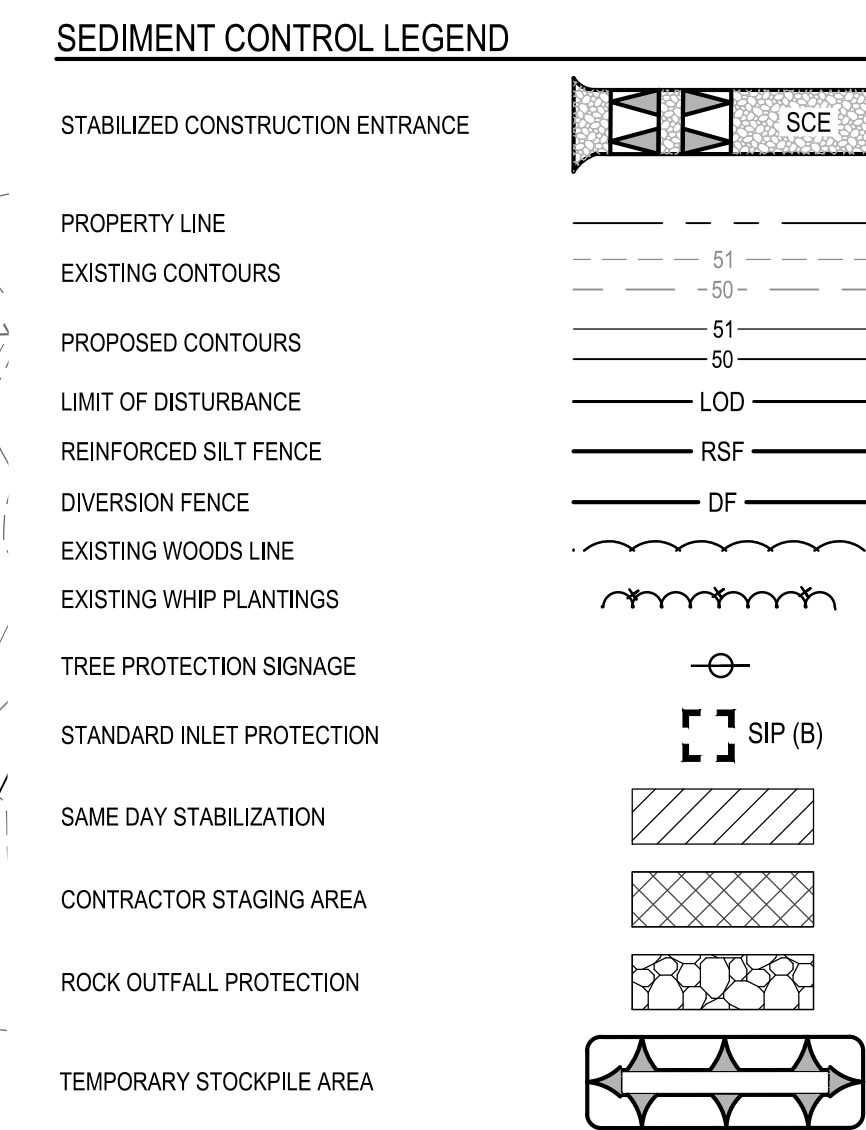 SEDIMENT CONTROL LEGEND
STABILIZED CONSTRUCTION ENTRANCE
SCE
PROPERTY LINE
EXISTING CONTOURS
51
50
PROPOSED CONTOURS
51
50
LIMIT OF DISTURBANCE
LOD
REINFORCED SILT FENCE
RSF
DIVERSION FENCE
DF
EXISTING WOODS LINE
EXISTING WHIP PLANTINGS
TREE PROTECTION SIGNAGE
STANDARD INLET PROTECTION
SIP (B)
SAME DAY STABILIZATION
CONTRACTOR STAGING AREA
ROCK OUTFALL PROTECTION
TEMPORARY STOCKPILE AREA